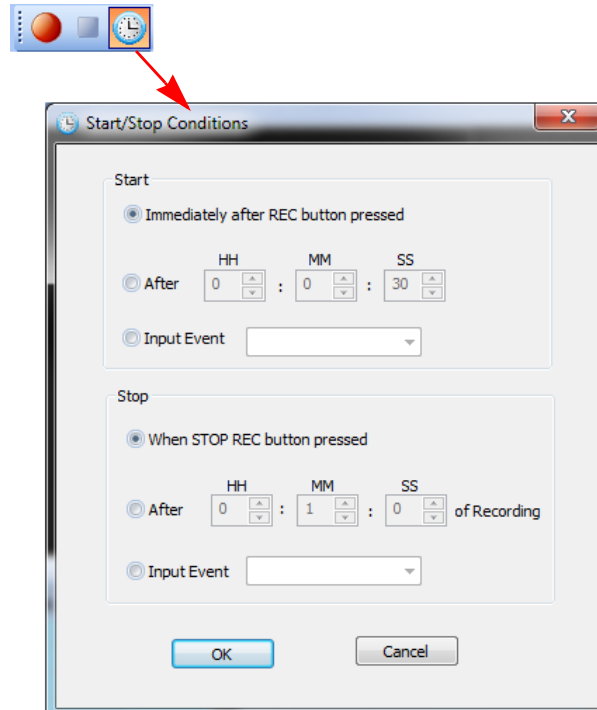 Start/Stop Conditions
Start
Immediately after REC button pressed
HH MM SS
After 0 : 0 : 30
Input Event
Stop
When STOP REC button pressed
HH MM SS
After 0 : 1 : 0 of Recording
Input Event
OK Cancel